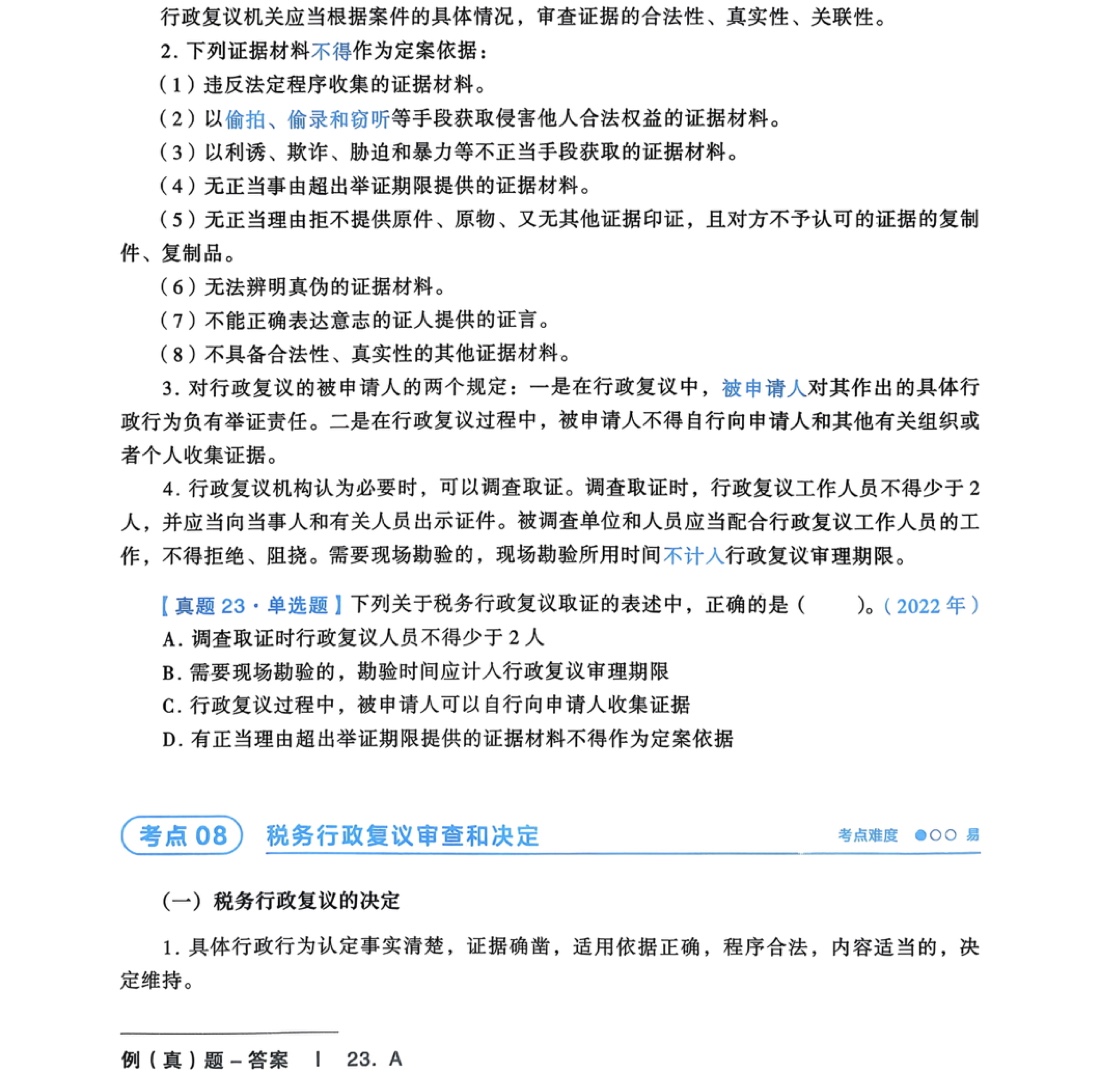 行政复议机关应当根据案件的具体情况，审查证据的合法性、真实性、关联性。
2. 下列证据材料不得作为定案依据：
（1）违反法定程序收集的证据材料。
（2）以偷拍、偷录和窃听等手段获取侵害他人合法权益的证据材料。
（3）以利诱、欺诈、胁迫和暴力等不正当手段获取的证据材料。
（4）无正当事由超出举证期限提供的证据材料。
（5）无正当理由拒不提供原件、原物、又无其他证据印证，且对方不予认可的证据的复制
件、复制品。
（6）无法辨明真伪的证据材料。
（7）不能正确表达意志的证人提供的证言。
（8）不具备合法性、真实性的其他证据材料。
3. 对行政复议的被申请人的两个规定：一是在行政复议中，被申请人对其作出的具体行
政行为负有举证责任。二是在行政复议过程中，被申请人不得自行向申请人和其他有关组织或
者个人收集证据。
4. 行政复议机构认为必要时，可以调查取证。调查取证时，行政复议工作人员不得少于 2
人，并应当向当事人和有关人员出示证件。被调查单位和人员应当配合行政复议工作人员的工
作，不得拒绝、阻挠。需要现场勘验的，现场勘验所用时间不计入行政复议审理期限。
【真题 23·单选题】下列关于税务行政复议取证的表述中，正确的是（　　）。（2022 年）
A. 调查取证时行政复议人员不得少于 2 人
B. 需要现场勘验的，勘验时间应计入行政复议审理期限
C. 行政复议过程中，被申请人可以自行向申请人收集证据
D. 有正当理由超出举证期限提供的证据材料不得作为定案依据
考点 08 税务行政复议审查和决定 考点难度 ●○○ 易
（一）税务行政复议的决定
1. 具体行政行为认定事实清楚，证据确凿，适用依据正确，程序合法，内容适当的，决
定维持。
例（真）题－答案 | 23. A